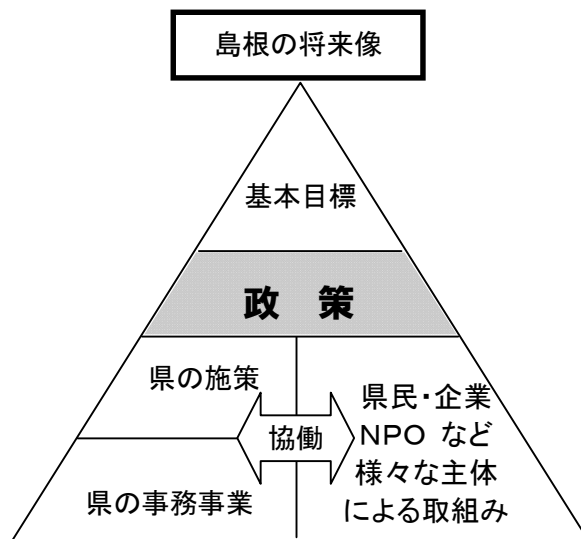 島根の将来像
基本目標
政　策
県の施策
協働
県の事務事業
県民・企業
NPO など
様々な主体
による取組み